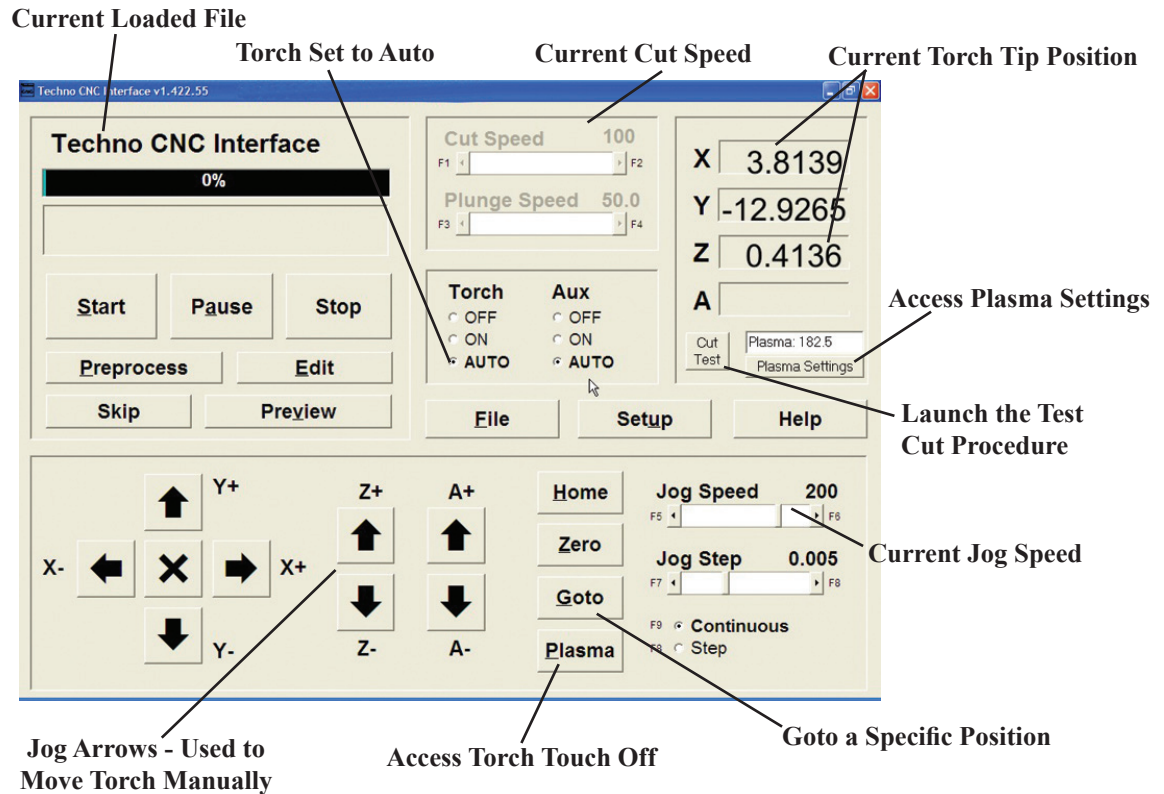 Current Loaded File
Torch Set to Auto
Current Cut Speed
Current Torch Tip Position
Techno CNC Interface v1.422.55
Techno CNC Interface
0%
Start
Pause
Stop
Preprocess
Edit
Skip
Preview
Cut Speed 100
F1 F2
Plunge Speed 50.0
F3 F4
Torch Aux
OFF OFF
ON ON
AUTO AUTO
File
Setup
Help
X 3.8139
Y -12.9265
Z 0.4136
A
Cut Test
Plasma: 182.5
Plasma Settings
Access Plasma Settings
Launch the Test
Cut Procedure
Y+
X-
X+
Y-
Z+
Z-
A+
A-
Home
Zero
Goto
Plasma
Jog Speed 200
F5 F6
Jog Step 0.005
F7 F8
F9 Continuous
Step
Current Jog Speed
Jog Arrows - Used to
Move Torch Manually
Access Torch Touch Off
Goto a Specific Position